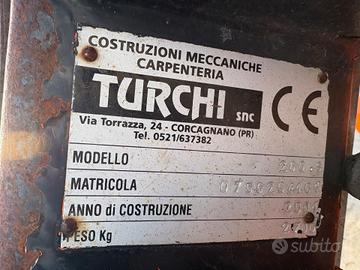 COSTRUZIONI MECCANICHE
CARPENTERIA
TURCHI snc
CE
Via Torrazza, 24 - CORCAGNANO (PR)
Tel. 0521/637382
MODELLO
MATRICOLA
ANNO di COSTRUZIONE
PESO Kg
subito